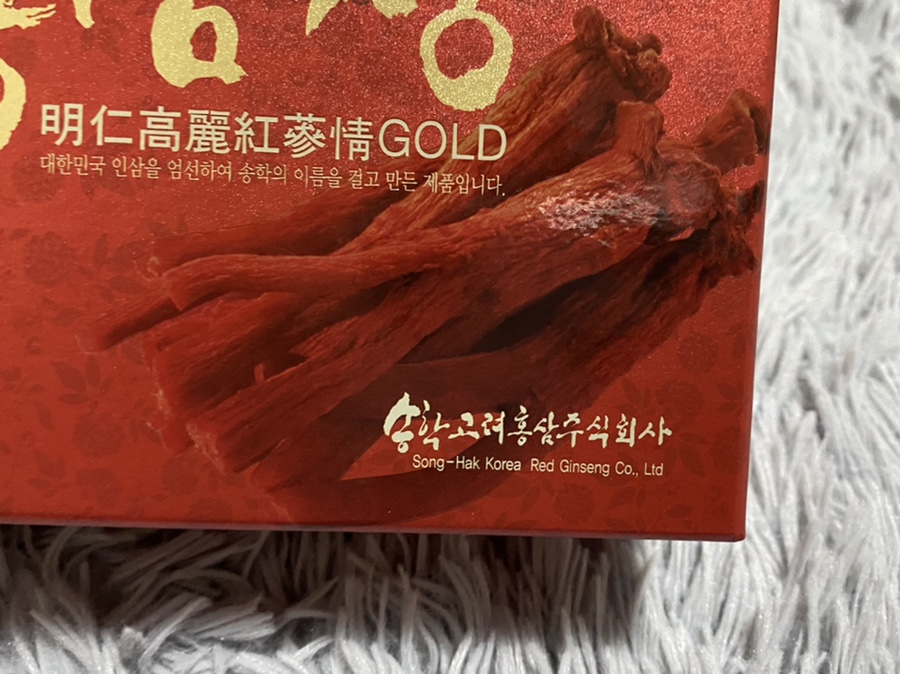 明仁高麗紅蔘情GOLD
대한민국 인삼을 엄선하여 송학의 이름을 걸고 만든 제품입니다.
송학고려홍삼주식회사
Song-Hak Korea Red Ginseng Co., Ltd